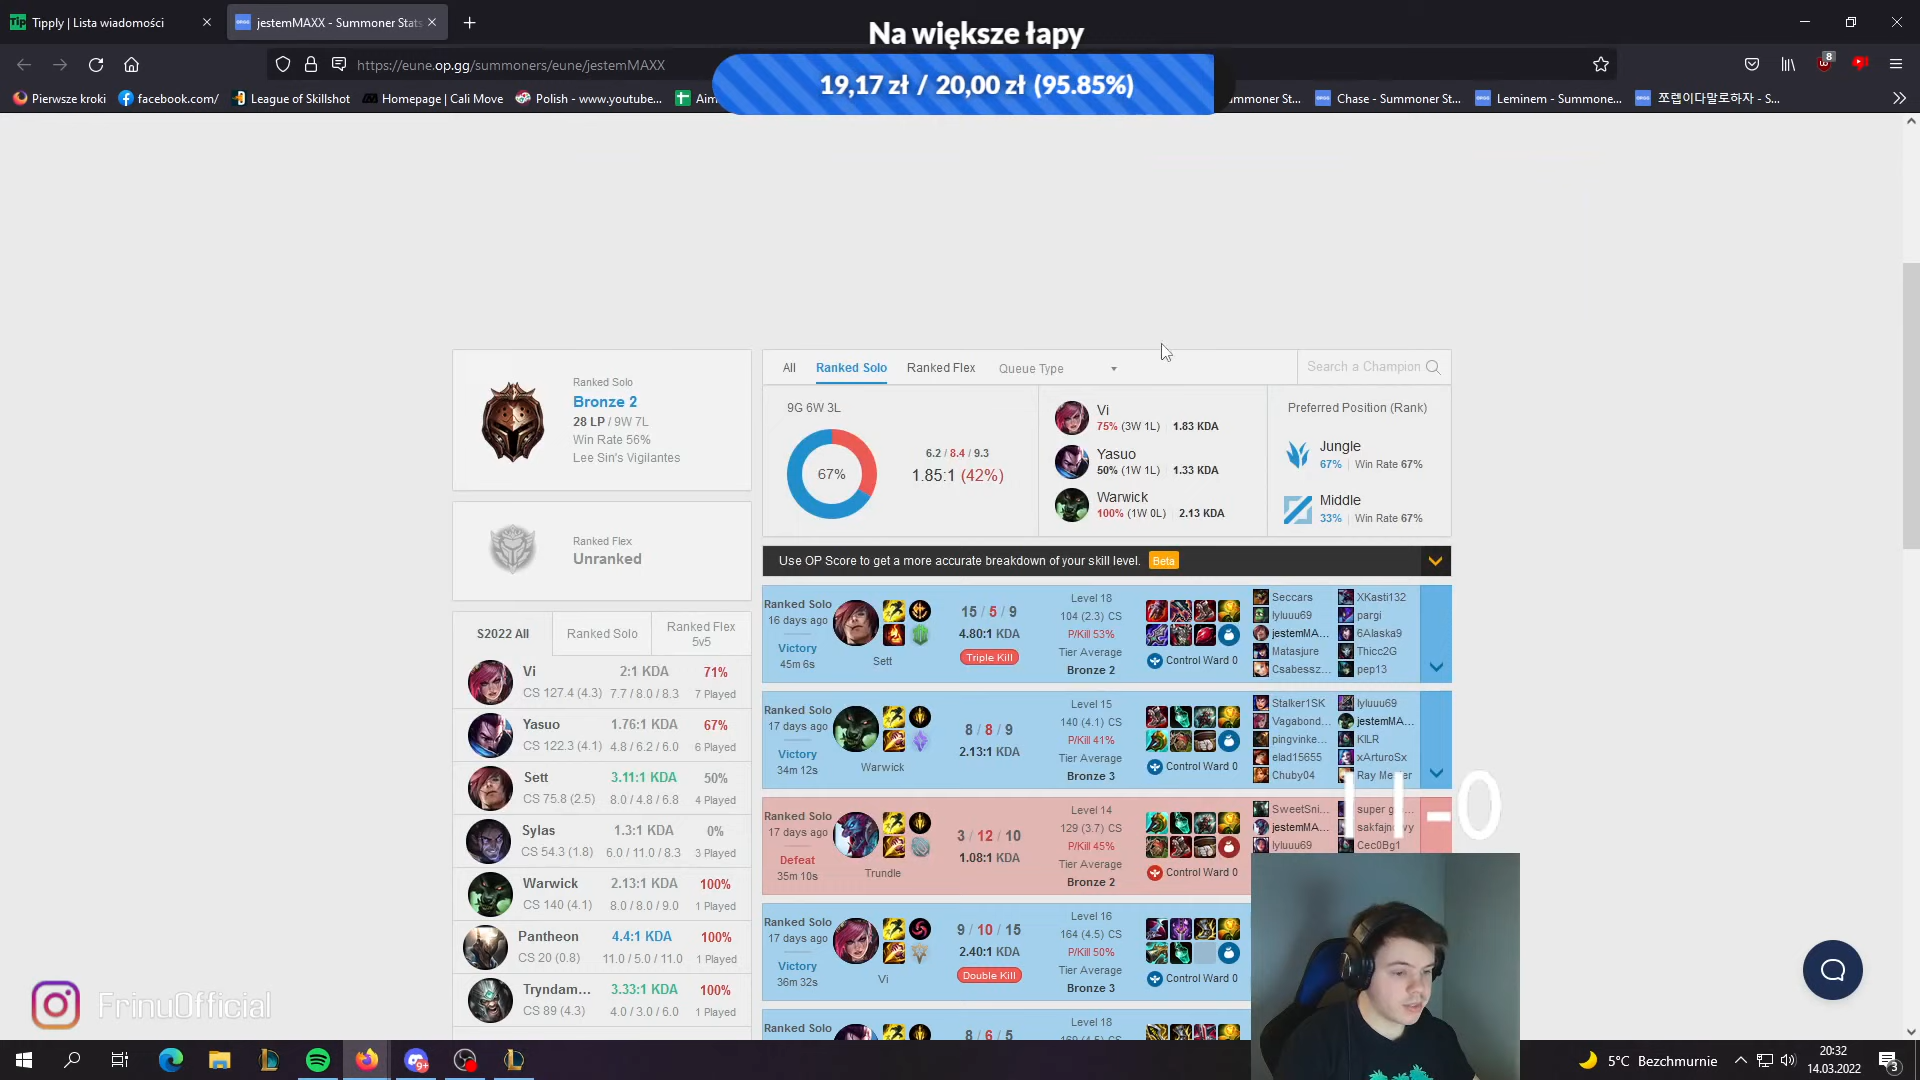 Tipply | Lista wiadomości
jestemMAXX - Summoner Stats
Na większe łapy
19,17 zł / 20,00 zł (95.85%)
https://eune.op.gg/summoners/eune/jestemMAXX
8
Pierwsze kroki
facebook.com/
League of Skillshot
Homepage | Cali Move
Polish - www.youtube...
Chase - Summoner St...
Leminem - Summone...
쪼렙이다말로하자 - S...
Ranked Solo
Bronze 2
28 LP / 9W 7L
Win Rate 56%
Lee Sin's Vigilantes
Ranked Flex
Unranked
S2022 All
Ranked Solo
Ranked Flex
5v5
Vi
CS 127.4 (4.3)
2:1 KDA
7.7 / 8.0 / 8.3
71%
7 Played
Yasuo
CS 122.3 (4.1)
1.76:1 KDA
4.8 / 6.2 / 6.0
67%
6 Played
Sett
CS 75.8 (2.5)
3.11:1 KDA
8.0 / 4.8 / 6.8
50%
4 Played
Sylas
CS 54.3 (1.8)
1.3:1 KDA
6.0 / 11.0 / 8.3
0%
3 Played
Warwick
CS 140 (4.1)
2.13:1 KDA
8.0 / 8.0 / 9.0
100%
1 Played
Pantheon
CS 20 (0.8)
4.4:1 KDA
11.0 / 5.0 / 11.0
100%
1 Played
Tryndam...
CS 89 (4.3)
3.33:1 KDA
4.0 / 3.0 / 6.0
100%
1 Played
All
Ranked Solo
Ranked Flex
Queue Type
Search a Champion
9G 6W 3L
67%
6.2 / 8.4 / 9.3
1.85:1 (42%)
Vi
75% (3W 1L) 1.83 KDA
Yasuo
50% (1W 1L) 1.33 KDA
Warwick
100% (1W 0L) 2.13 KDA
Preferred Position (Rank)
Jungle
67% Win Rate 67%
Middle
33% Win Rate 67%
Use OP Score to get a more accurate breakdown of your skill level.
Beta
Ranked Solo
16 days ago
Victory
45m 6s
Sett
15 / 5 / 9
4.80:1 KDA
Triple Kill
Level 18
104 (2.3) CS
P/Kill 53%
Tier Average
Bronze 2
Control Ward 0
Seccars
lyluuu69
jestemMA...
Matasjure
Csabessz...
XKasti132
pargi
6Alaska9
Thicc2G
pep13
Ranked Solo
17 days ago
Victory
34m 12s
Warwick
8 / 8 / 9
2.13:1 KDA
Level 15
140 (4.1) CS
P/Kill 41%
Tier Average
Bronze 3
Control Ward 0
Stalker1SK
Vagabond...
pingvinke...
elad15655
Chuby04
lyluuu69
jestemMA...
xArturoSx
Ranked Solo
17 days ago
Defeat
35m 10s
Trundle
3 / 12 / 10
1.08:1 KDA
Level 14
129 (3.7) CS
P/Kill 45%
Tier Average
Bronze 2
Control Ward 0
SweetSni...
jestemMA...
lyluuu69
Cec0Bg1
11-0
Ranked Solo
17 days ago
Victory
36m 32s
Vi
9 / 10 / 15
2.40:1 KDA
Double Kill
Level 16
164 (4.5) CS
P/Kill 50%
Tier Average
Bronze 3
Control Ward 0
Ranked Solo
8 / 6 / 5
Level 18
FrinuOfficial
9+
5°C Bezchmurnie
20:32
14.03.2022
3